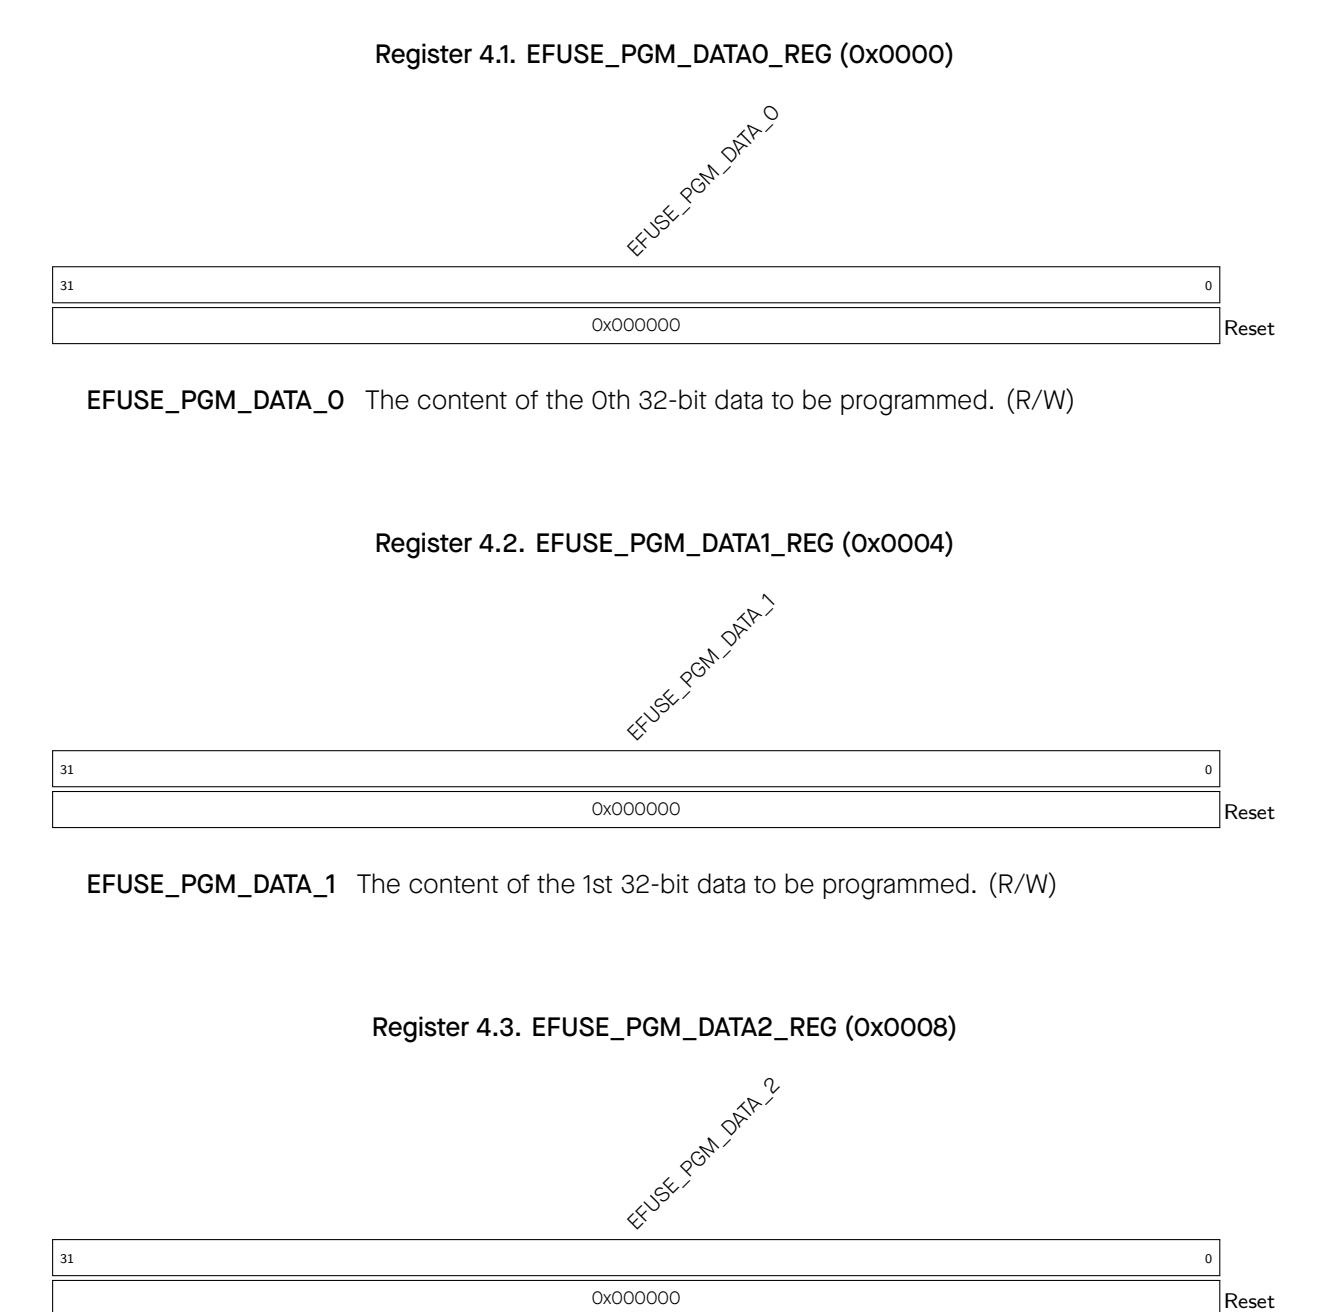 Register 4.1. EFUSE_PGM_DATA0_REG (0x0000)
EFUSE_PGM_DATA_0
31 0
0x000000 Reset
EFUSE_PGM_DATA_0 The content of the 0th 32-bit data to be programmed. (R/W)
Register 4.2. EFUSE_PGM_DATA1_REG (0x0004)
EFUSE_PGM_DATA_1
31 0
0x000000 Reset
EFUSE_PGM_DATA_1 The content of the 1st 32-bit data to be programmed. (R/W)
Register 4.3. EFUSE_PGM_DATA2_REG (0x0008)
EFUSE_PGM_DATA_2
31 0
0x000000 Reset